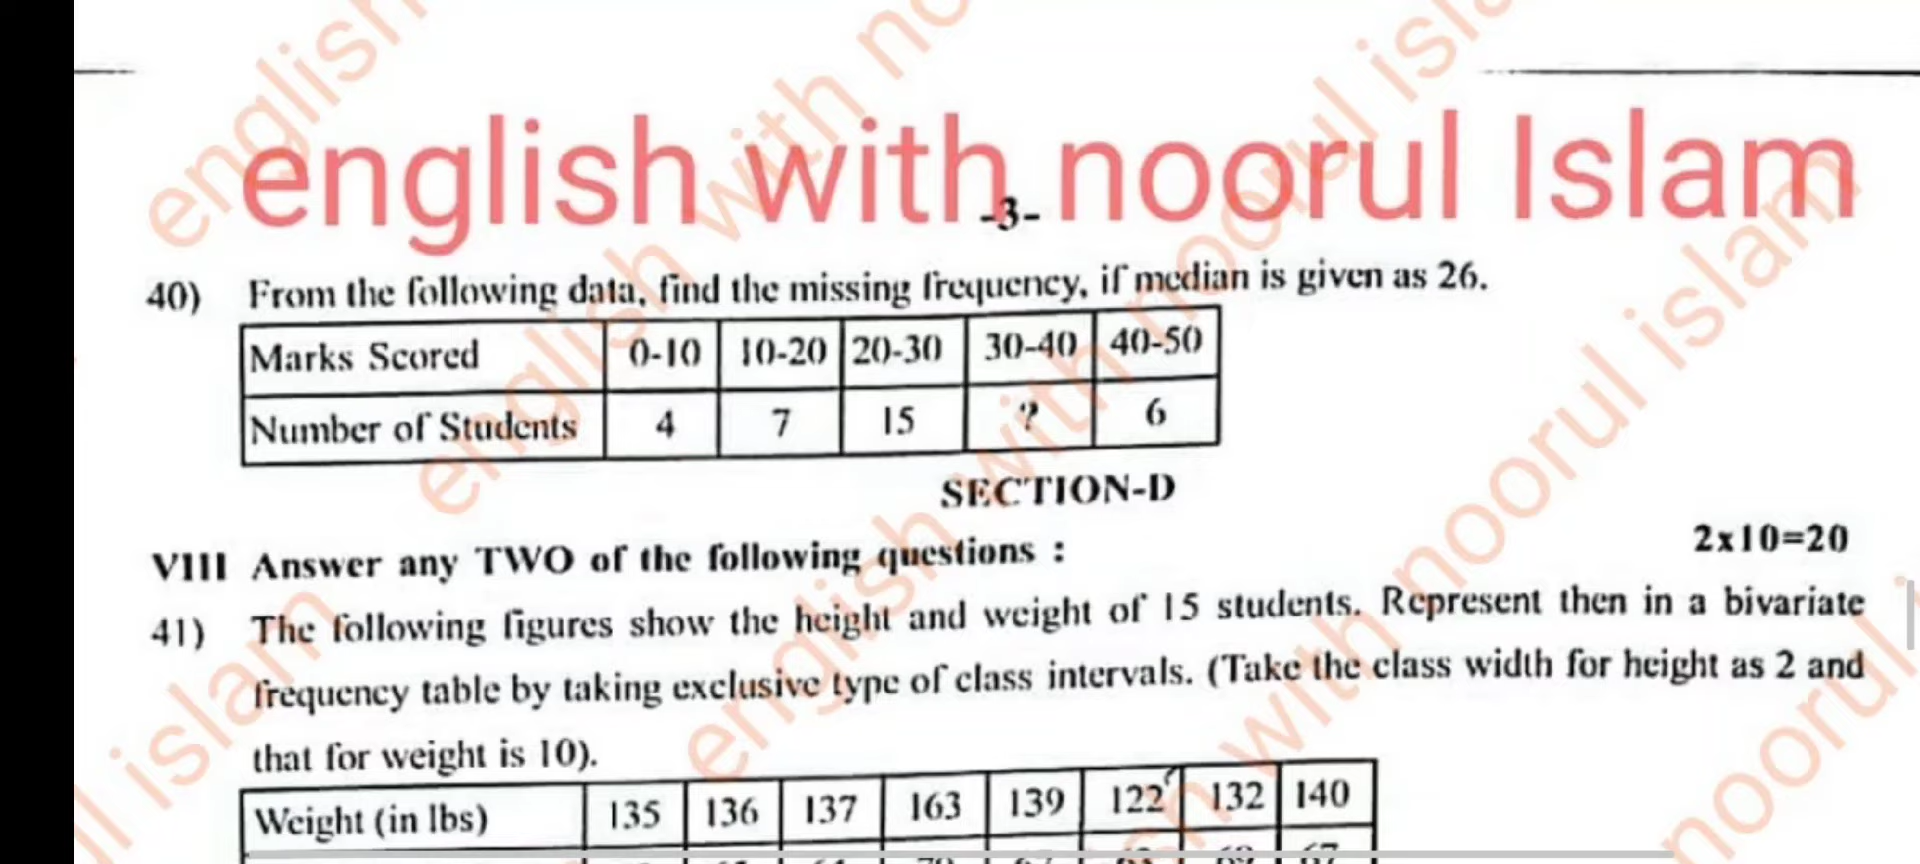 english with noorul Islam
-3-
40) From the following data, find the missing frequency, if median is given as 26.
Marks Scored 0-10 10-20 20-30 30-40 40-50
Number of Students 4 7 15 ? 6
SECTION-D
VIII Answer any TWO of the following questions : 2x10=20
41) The following figures show the height and weight of 15 students. Represent then in a bivariate
frequency table by taking exclusive type of class intervals. (Take the class width for height as 2 and
that for weight is 10).
Weight (in lbs) 135 136 137 163 139 122 132 140